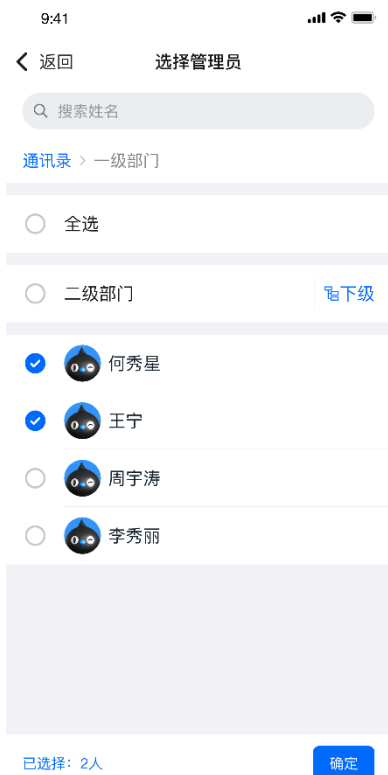 9:41
返回 选择管理员
搜索姓名
通讯录 > 一级部门
全选
二级部门 下级
何秀星
王宁
周宇涛
李秀丽
已选择：2人 确定